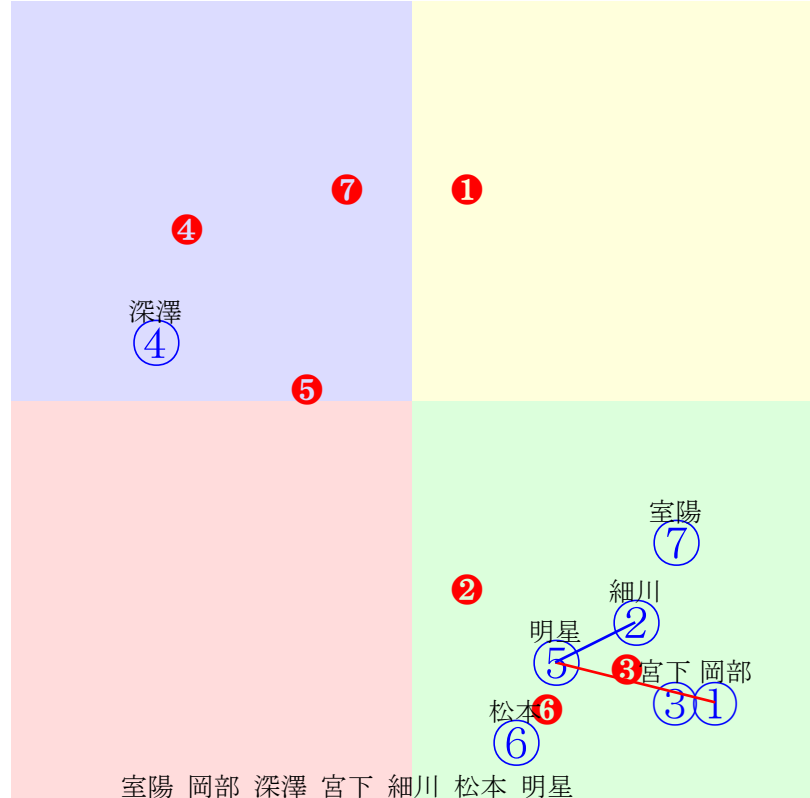 ❼ ❶
❹
深澤
④
❺
室陽
⑦
❷ 細川
②
明星
⑤ ❸ 宮下 岡部
③ ①
松本 ❻
⑥
室陽 岡部 深澤 宮下 細川 松本 明星